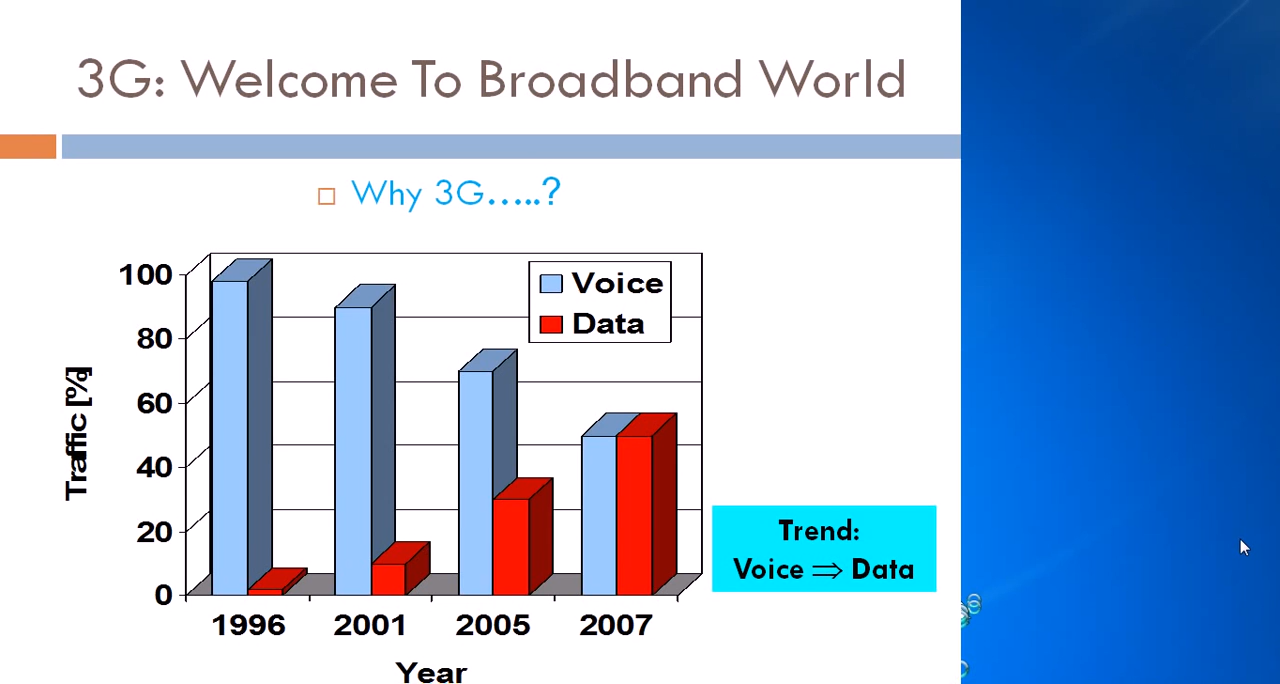 3G: Welcome To Broadband World
Why 3G.....?
Voice
Data
100
80
60
40
20
0
Traffic [%]
1996 2001 2005 2007
Year
Trend:
Voice ⇒ Data